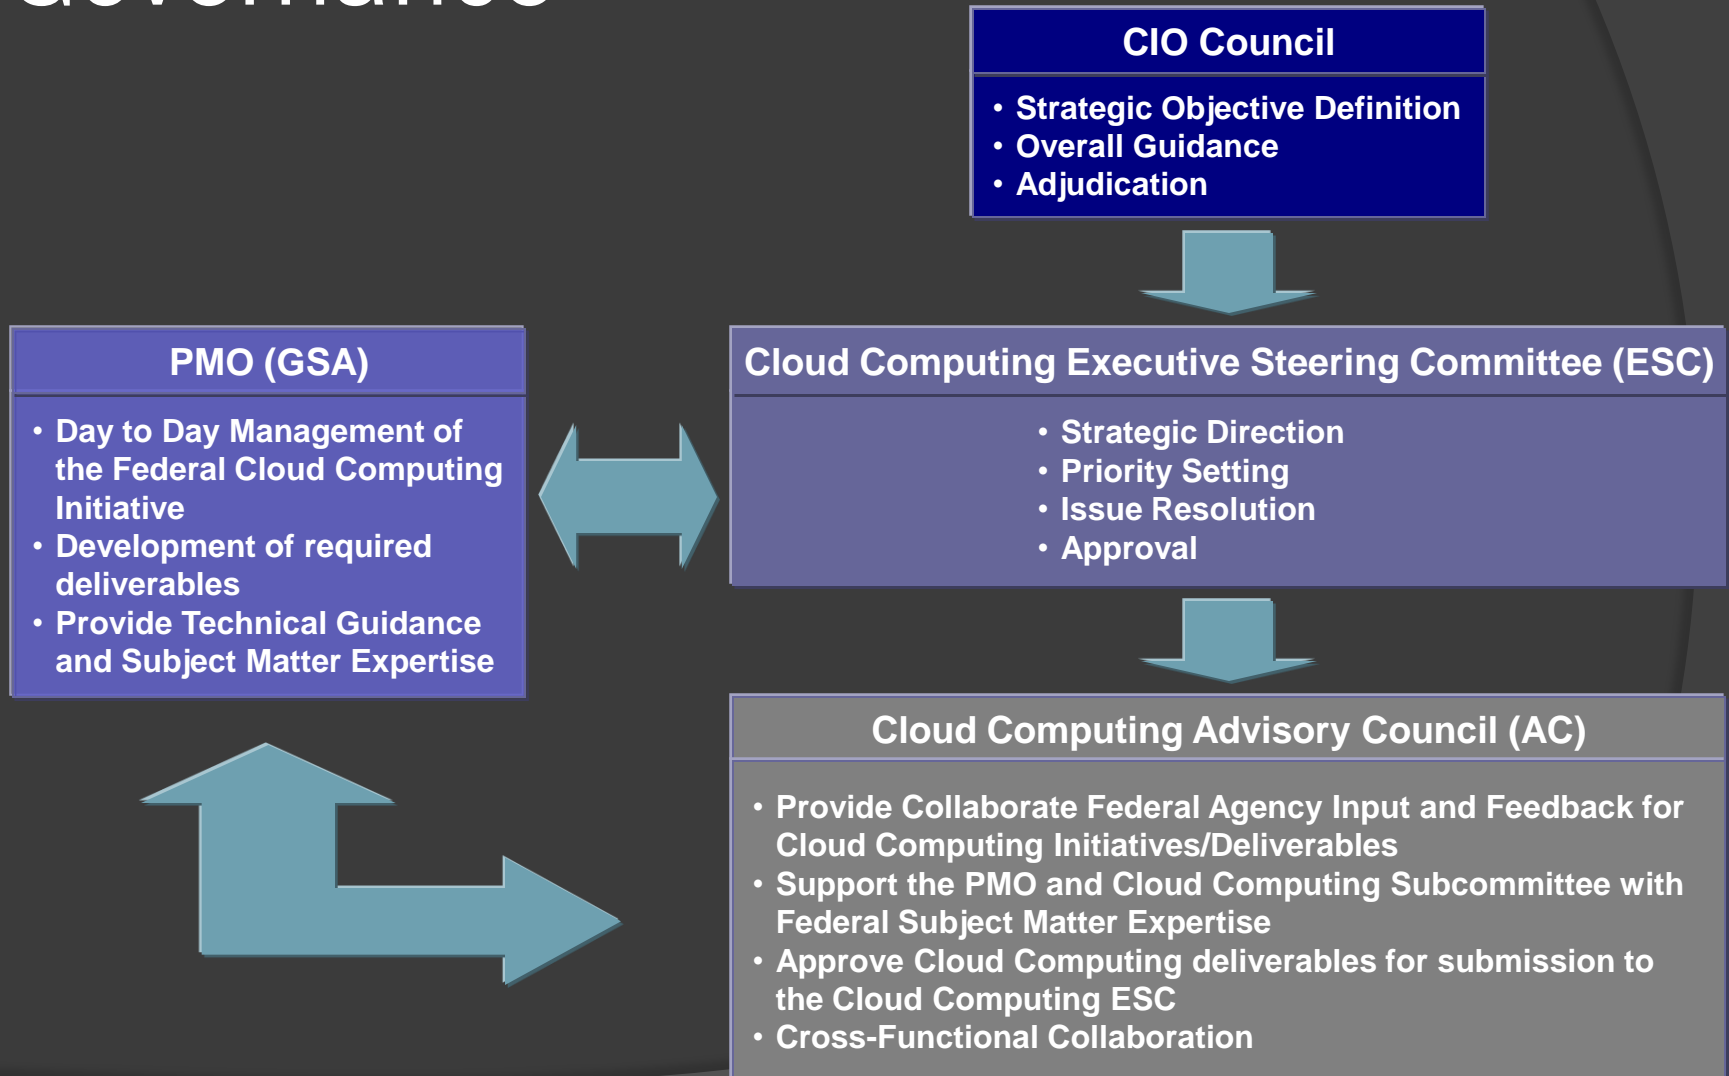 Governance
CIO Council
• Strategic Objective Definition
• Overall Guidance
• Adjudication
PMO (GSA)
• Day to Day Management of
the Federal Cloud Computing
Initiative
• Development of required
deliverables
• Provide Technical Guidance
and Subject Matter Expertise
Cloud Computing Executive Steering Committee (ESC)
• Strategic Direction
• Priority Setting
• Issue Resolution
• Approval
Cloud Computing Advisory Council (AC)
• Provide Collaborate Federal Agency Input and Feedback for
Cloud Computing Initiatives/Deliverables
• Support the PMO and Cloud Computing Subcommittee with
Federal Subject Matter Expertise
• Approve Cloud Computing deliverables for submission to
the Cloud Computing ESC
• Cross-Functional Collaboration